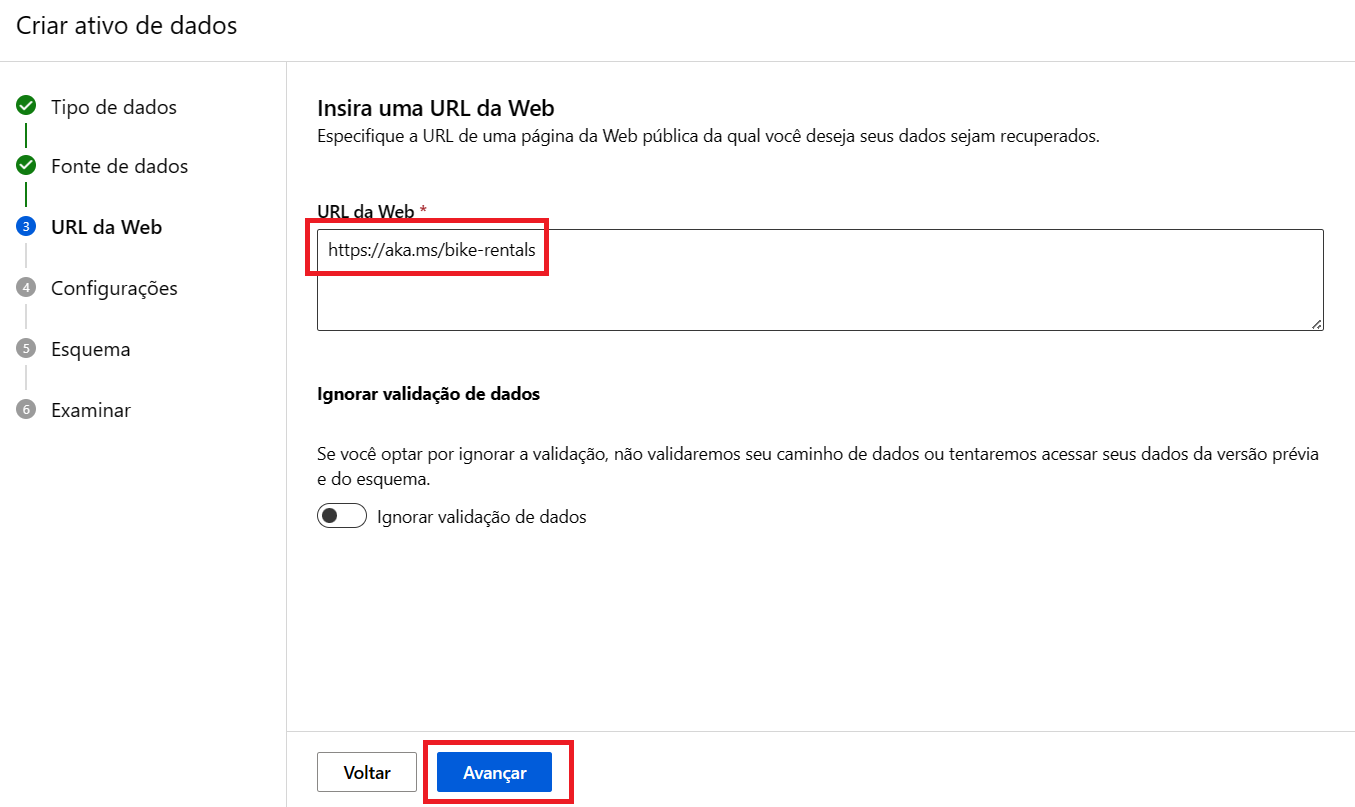 Criar ativo de dados
Tipo de dados
Fonte de dados
3 URL da Web
4 Configurações
5 Esquema
6 Examinar
Insira uma URL da Web
Especifique a URL de uma página da Web pública da qual você deseja seus dados sejam recuperados.
URL da Web *
https://aka.ms/bike-rentals
Ignorar validação de dados
Se você optar por ignorar a validação, não validaremos seu caminho de dados ou tentaremos acessar seus dados da versão prévia
e do esquema.
Ignorar validação de dados
Voltar
Avançar